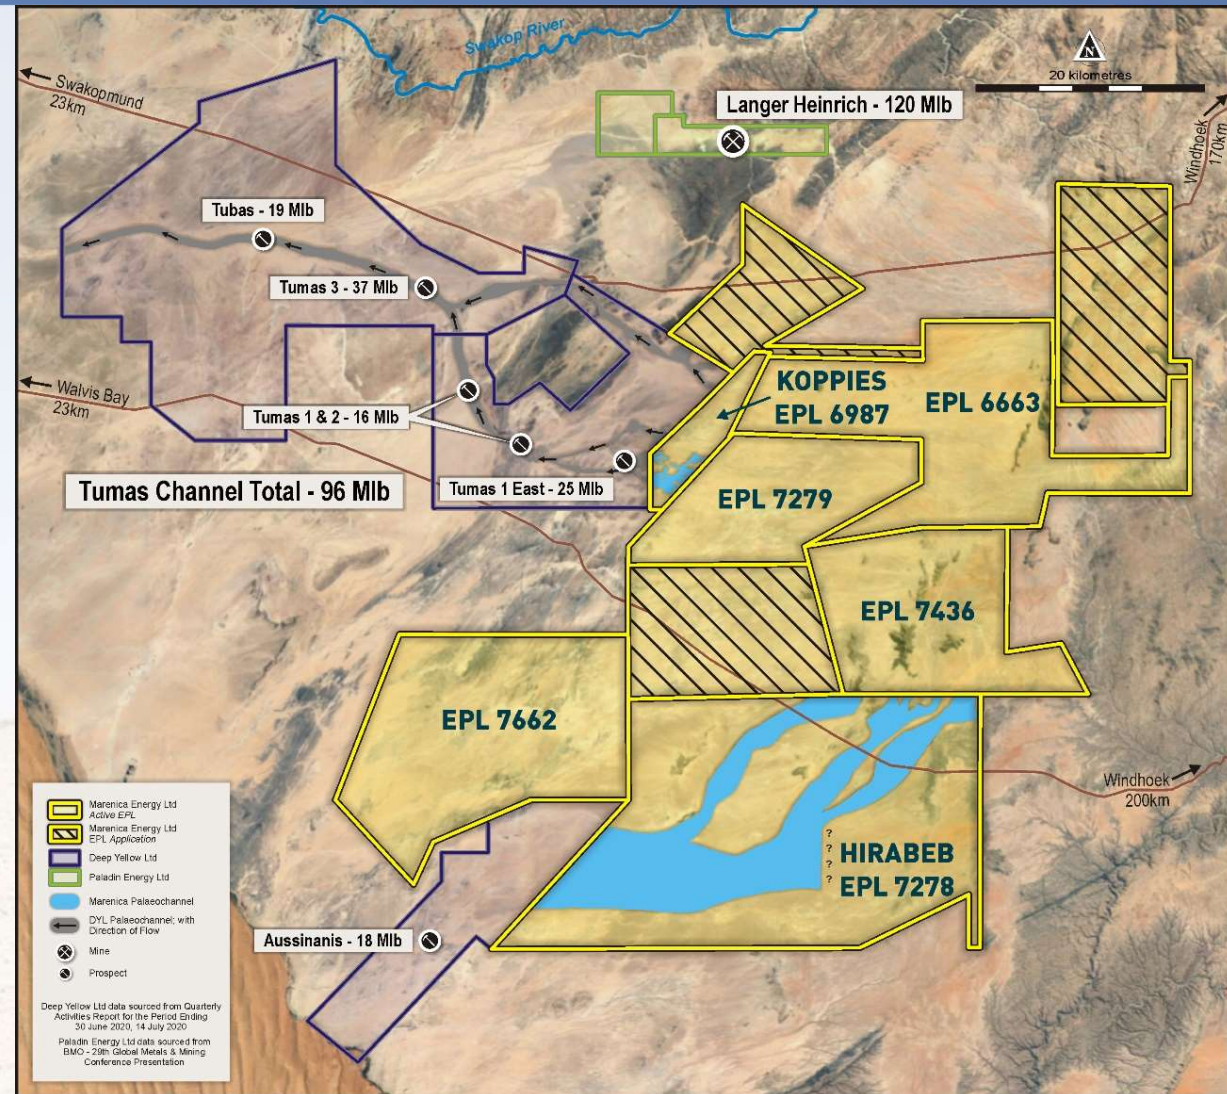 Swakop River
N
20 kilometres
Swakopmund
23km
Langer Heinrich - 120 Mlb
Windhoek
170km
Tubas - 19 Mlb
Tumas 3 - 37 Mlb
Walvis Bay
23km
KOPPIES
EPL 6987
EPL 6663
Tumas 1 & 2 - 16 Mlb
Tumas Channel Total - 96 Mlb
Tumas 1 East - 25 Mlb
EPL 7279
EPL 7436
EPL 7662
Windhoek
200km
?
?
?
?
HIRABEB
EPL 7278
Aussinanis - 18 Mlb
Marenica Energy Ltd
Active EPL
Marenica Energy Ltd
EPL Application
Deep Yellow Ltd
Paladin Energy Ltd
Marenica Palaeochannel
DYL Palaeochannel; with
Direction of Flow
Mine
Prospect
Deep Yellow Ltd data sourced from Quarterly
Activities Report for the Period Ending
30 June 2020, 14 July 2020
Paladin Energy Ltd data sourced from
BMO - 29th Global Metals & Mining
Conference Presentation